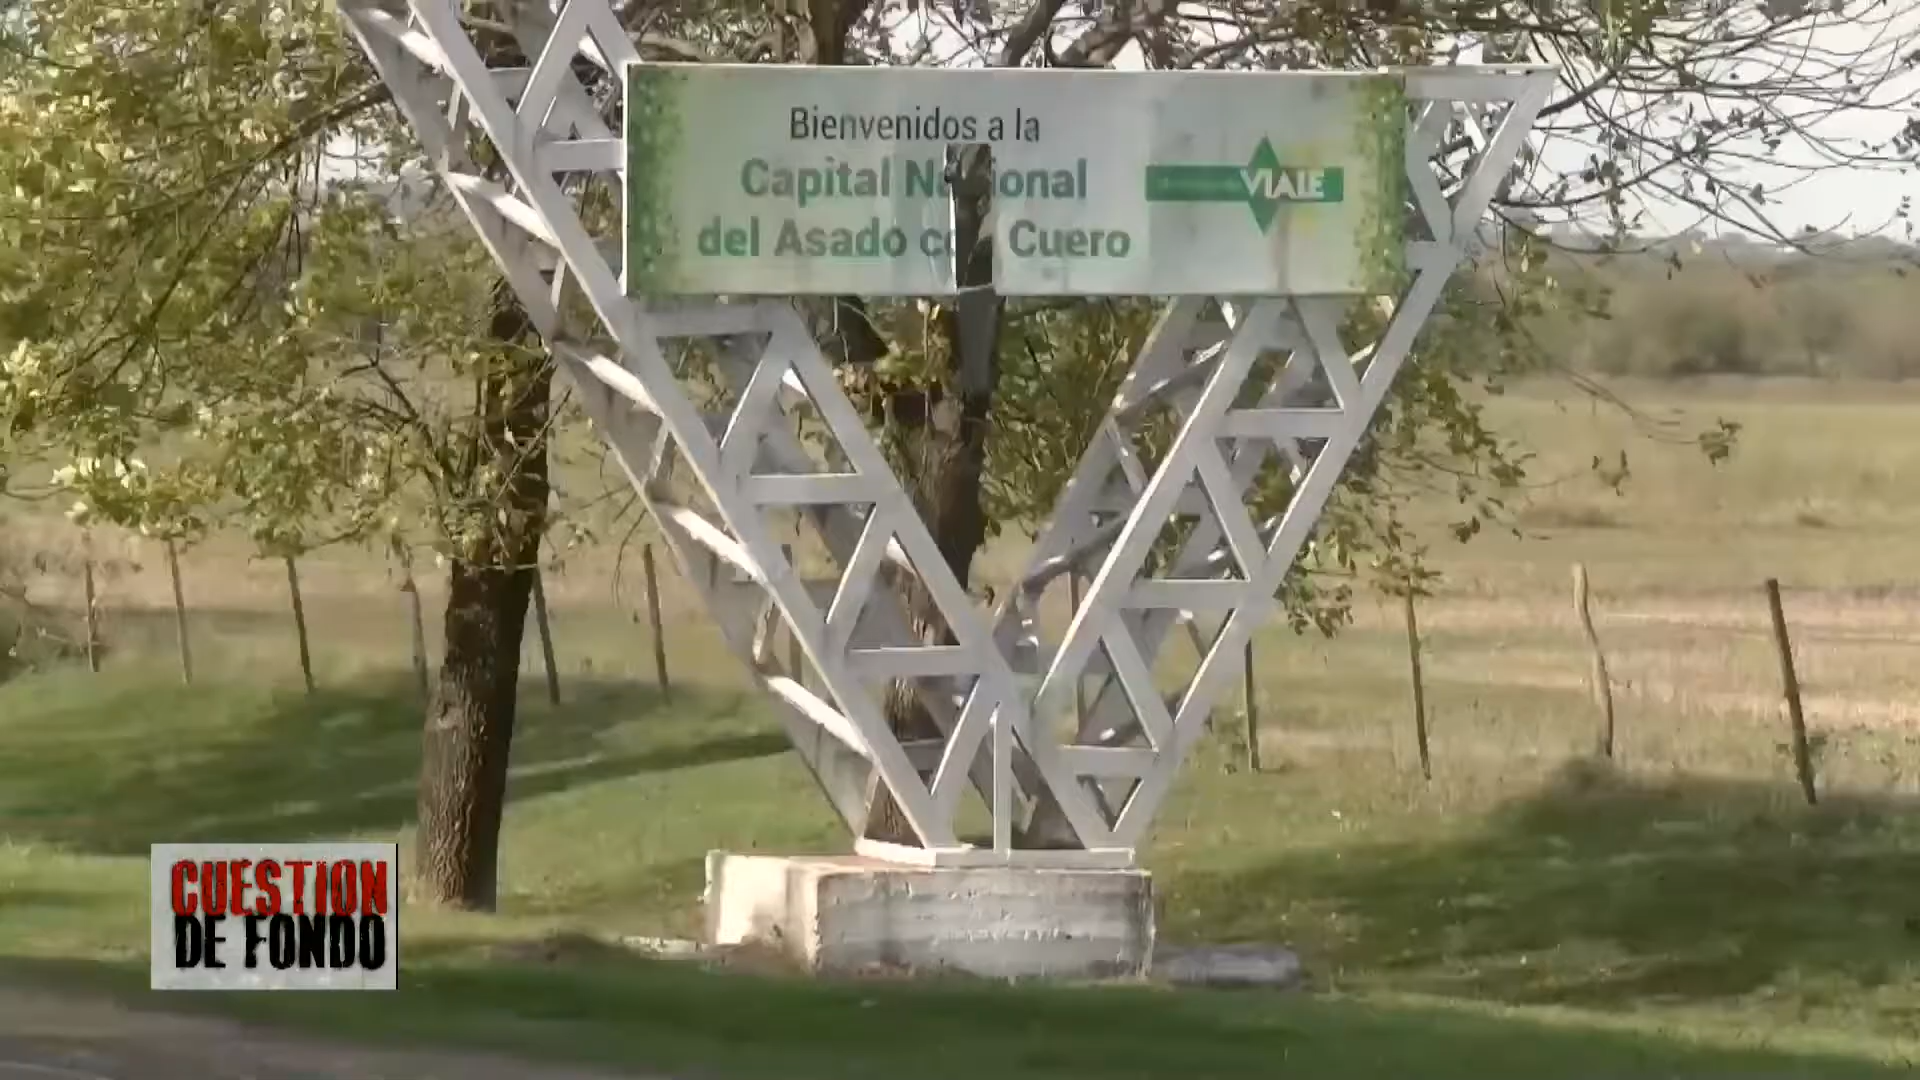 Bienvenidos a la
Capital Nacional
del Asado con Cuero
VIALE
CUESTION
DE FONDO